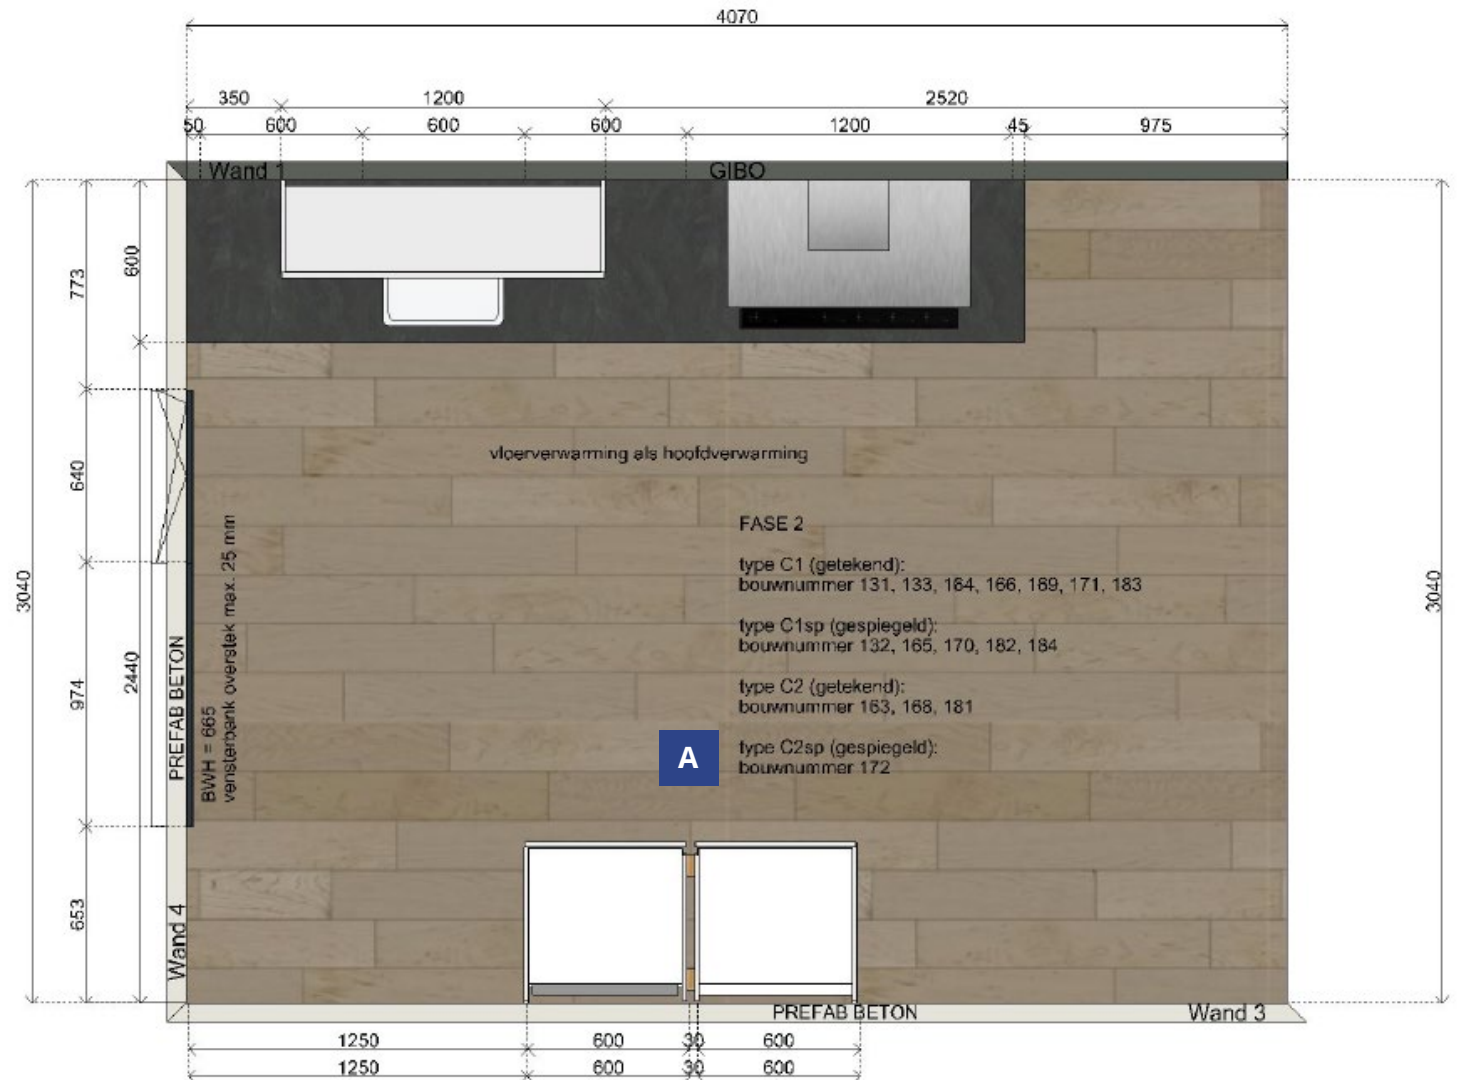 4070
350 1200 2520
50 600 600 600 1200 45 975
Wand 1 GIBO
773
600
640
3040
2440
974
653
3040
vloerverwarming als hoofdverwarming
FASE 2
type C1 (getekend):
bouwnummer 131, 133, 164, 166, 169, 171, 183
type C1sp (gespiegeld):
bouwnummer 132, 165, 170, 182, 184
type C2 (getekend):
bouwnummer 163, 168, 181
type C2sp (gespiegeld):
bouwnummer 172
A
PREFAB BETON
BWH = 665
vensterbank overstek max. 25 mm
Wand 4
PREFAB BETON Wand 3
1250 600 30 600
1250 600 30 600